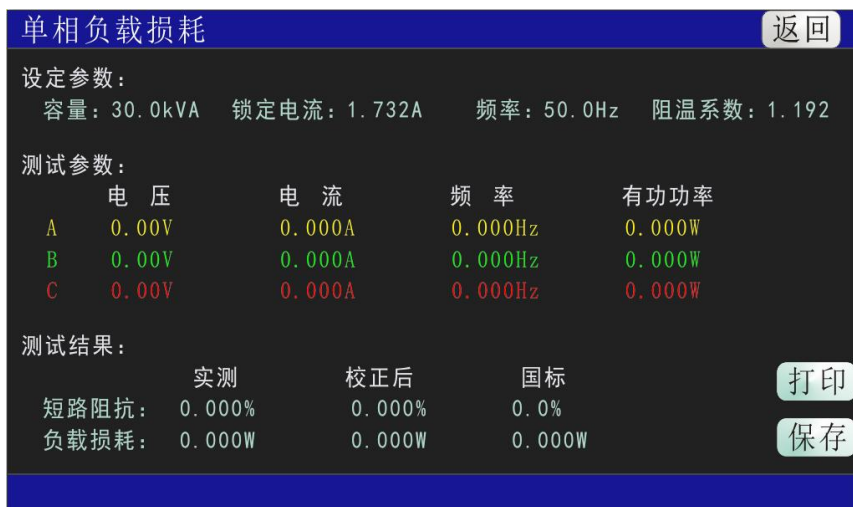 单相负载损耗 返回
设定参数:
容量: 30.0kVA 锁定电流: 1.732A 频率: 50.0Hz 阻温系数: 1.192
测试参数:
电 压 电 流 频 率 有功功率
A 0.00V 0.000A 0.000Hz 0.000W
B 0.00V 0.000A 0.000Hz 0.000W
C 0.00V 0.000A 0.000Hz 0.000W
测试结果:
实测 校正后 国标 打印
短路阻抗: 0.000% 0.000% 0.0%
负载损耗: 0.000W 0.000W 0.000W 保存